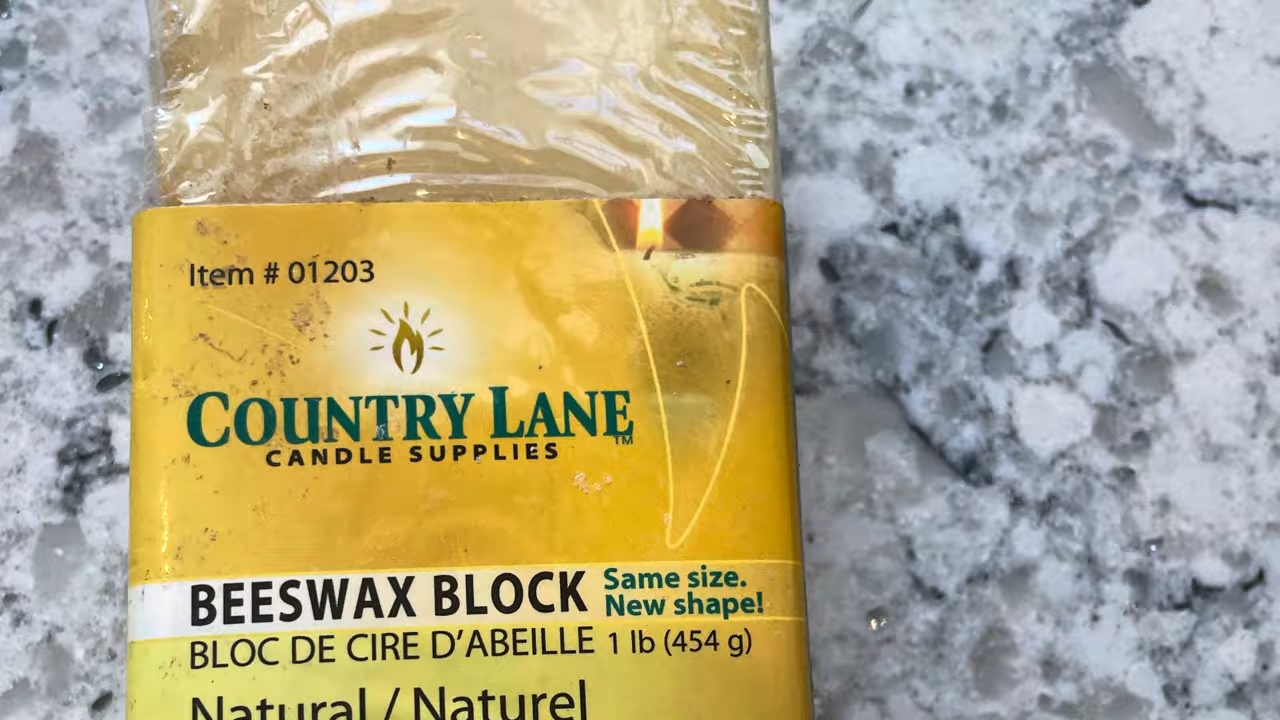 Item # 01203
COUNTRY LANE™
CANDLE SUPPLIES
BEESWAX BLOCK Same size. New shape!
BLOC DE CIRE D'ABEILLE 1 lb (454 g)
Natural / Naturel